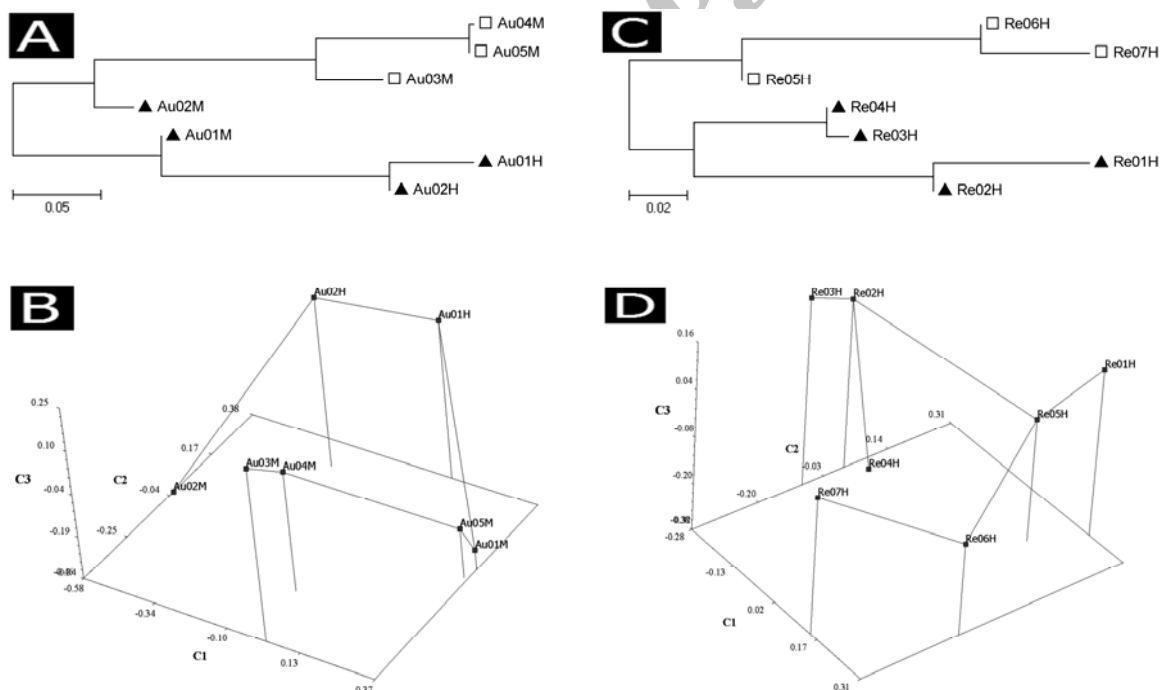 A
Au04M
Au05M
Au03M
Au02M
Au01M
Au01H
Au02H
0.05
C
Re06H
Re07H
Re05H
Re04H
Re03H
Re01H
Re02H
0.02
B
Au02H
Au01H
0.25
0.38
0.10
0.17
Au03M
Au04M
C3
C2
-0.04
-0.04
Au02M
Au05M
-0.19
-0.25
Au01M
-0.58
-0.34
-0.10
C1
0.13
0.37
D
Re03H
Re02H
0.16
Re01H
0.04
C3
0.31
Re05H
-0.08
C2
0.14
-0.03
Re04H
-0.20
-0.20
Re07H
-0.28
Re06H
-0.13
0.02
C1
0.17
0.31